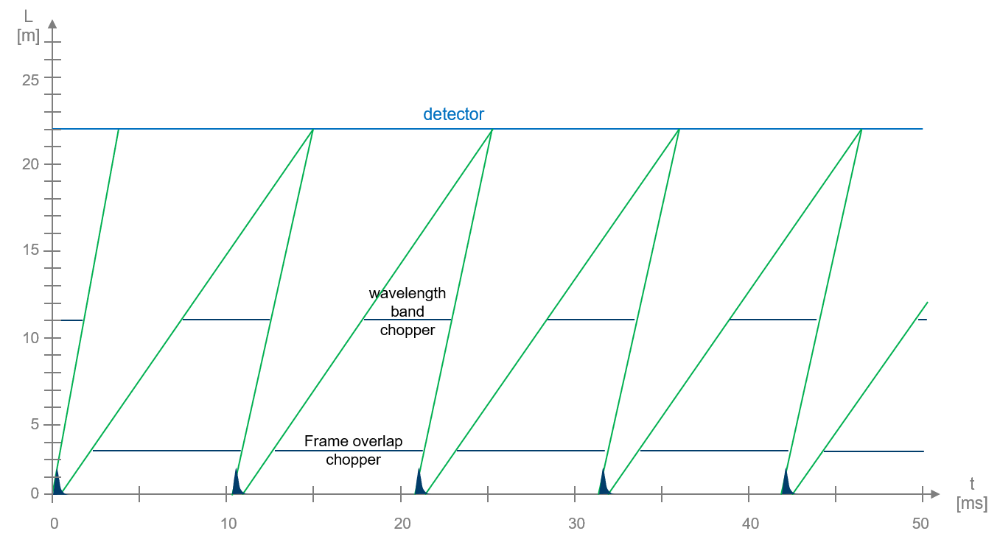 L
[m]
25
detector
20
15
wavelength
band
chopper
10
5
Frame overlap
chopper
0
t
[ms]
0 10 20 30 40 50